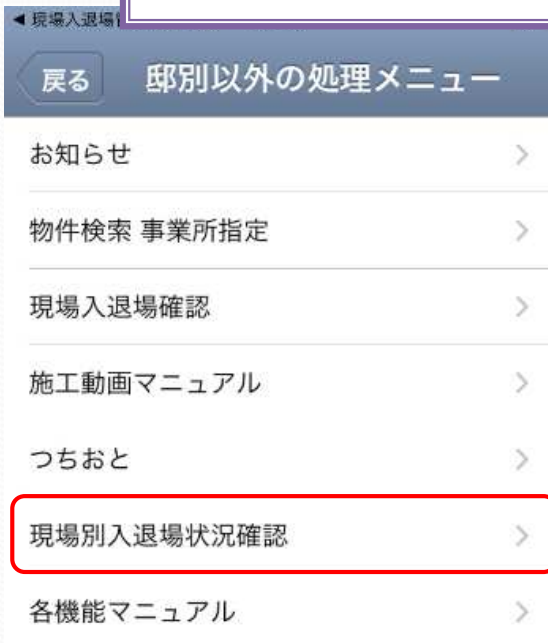 ◀ 現場入退場
戻る 邸別以外の処理メニュー
お知らせ
物件検索 事業所指定
現場入退場確認
施工動画マニュアル
つちおと
現場別入退場状況確認
各機能マニュアル